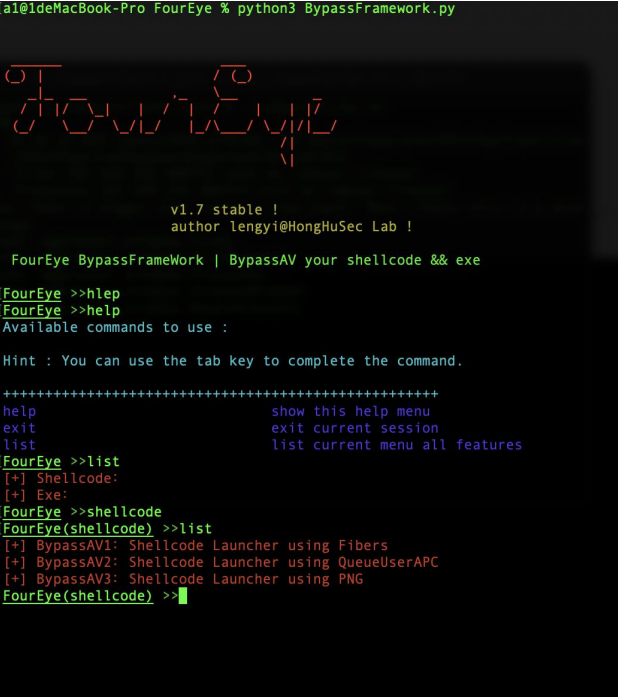 a1@1deMacBook-Pro FourEye % python3 BypassFramework.py
FourEye
v1.7 stable !
author lengyi@HongHuSec Lab !
FourEye BypassFrameWork | BypassAV your shellcode && exe
FourEye >>hlep
FourEye >>help
Available commands to use :
Hint : You can use the tab key to complete the command.
++++++++++++++++++++++++++++++++++++++++++++++++++++
help show this help menu
exit exit current session
list list current menu all features
FourEye >>list
[+] Shellcode:
[+] Exe:
FourEye >>shellcode
FourEye(shellcode) >>list
[+] BypassAV1: Shellcode Launcher using Fibers
[+] BypassAV2: Shellcode Launcher using QueueUserAPC
[+] BypassAV3: Shellcode Launcher using PNG
FourEye(shellcode) >>